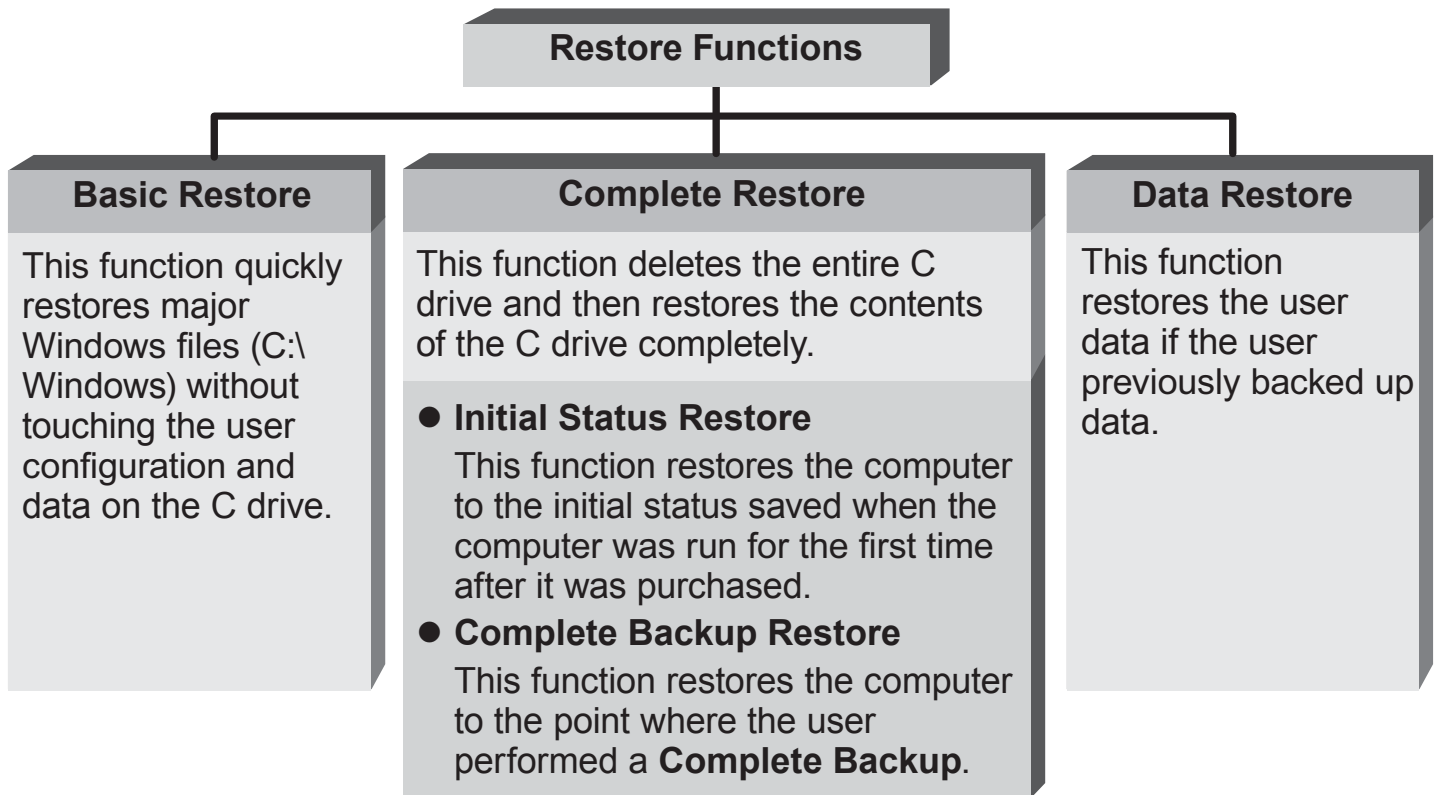 Restore Functions
Basic Restore
This function quickly
restores major
Windows files (C:\
Windows) without
touching the user
configuration and
data on the C drive.
Complete Restore
This function deletes the entire C
drive and then restores the contents
of the C drive completely.
● Initial Status Restore
This function restores the computer
to the initial status saved when the
computer was run for the first time
after it was purchased.
● Complete Backup Restore
This function restores the computer
to the point where the user
performed a Complete Backup.
Data Restore
This function
restores the user
data if the user
previously backed up
data.